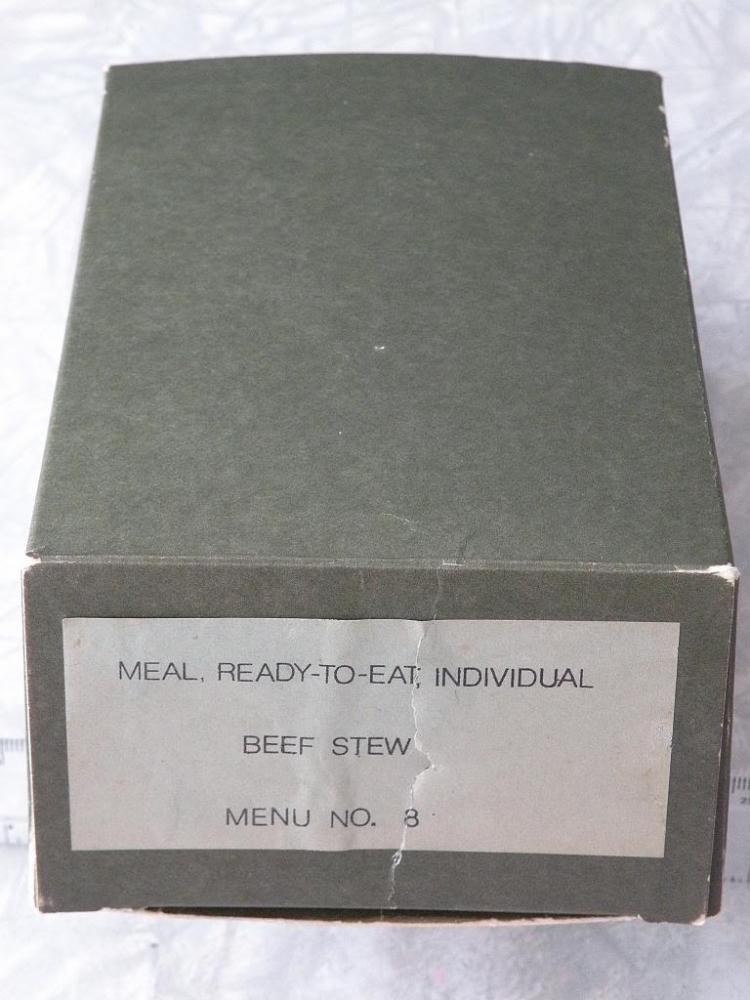 MEAL, READY-TO-EAT, INDIVIDUAL
BEEF STEW
MENU NO. 8